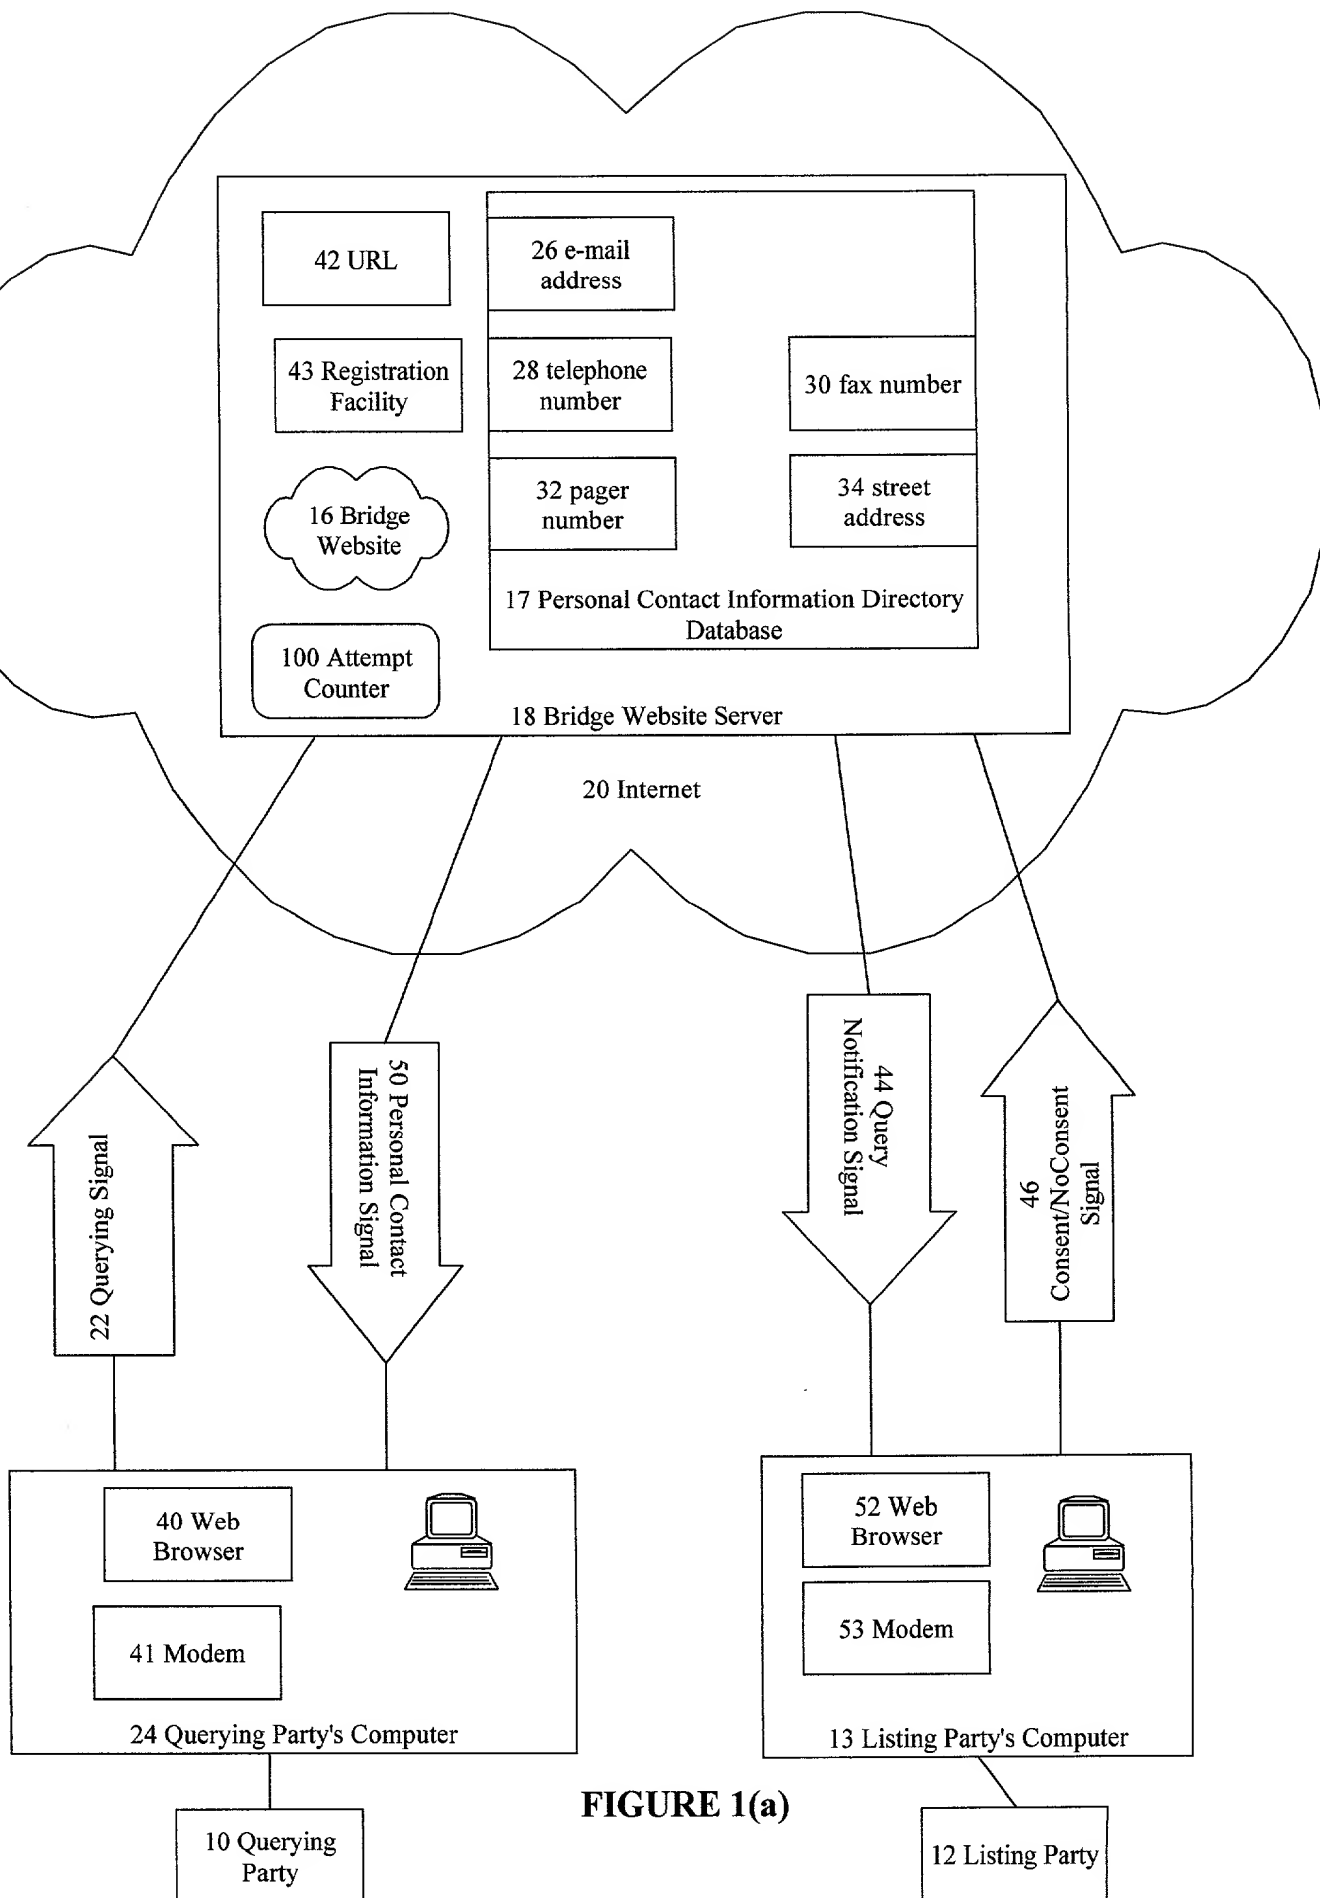 42 URL
26 e-mail
address
43 Registration
Facility
28 telephone
number
30 fax number
16 Bridge
Website
32 pager
number
34 street
address
17 Personal Contact Information Directory
Database
100 Attempt
Counter
18 Bridge Website Server
20 Internet
22 Querying Signal
50 Personal Contact
Information Signal
44 Query
Notification Signal
46
Consent/NoConsent
Signal
40 Web
Browser
41 Modem
24 Querying Party's Computer
52 Web
Browser
53 Modem
13 Listing Party's Computer
FIGURE 1(a)
10 Querying
Party
12 Listing Party